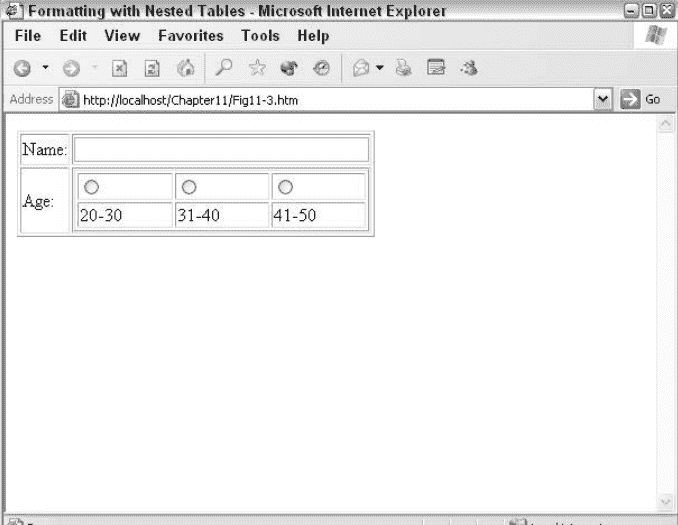 Formatting with Nested Tables - Microsoft Internet Explorer
File Edit View Favorites Tools Help
Address http://localhost/Chapter11/Fig11-3.htm Go
Name:
Age:
20-30 31-40 41-50